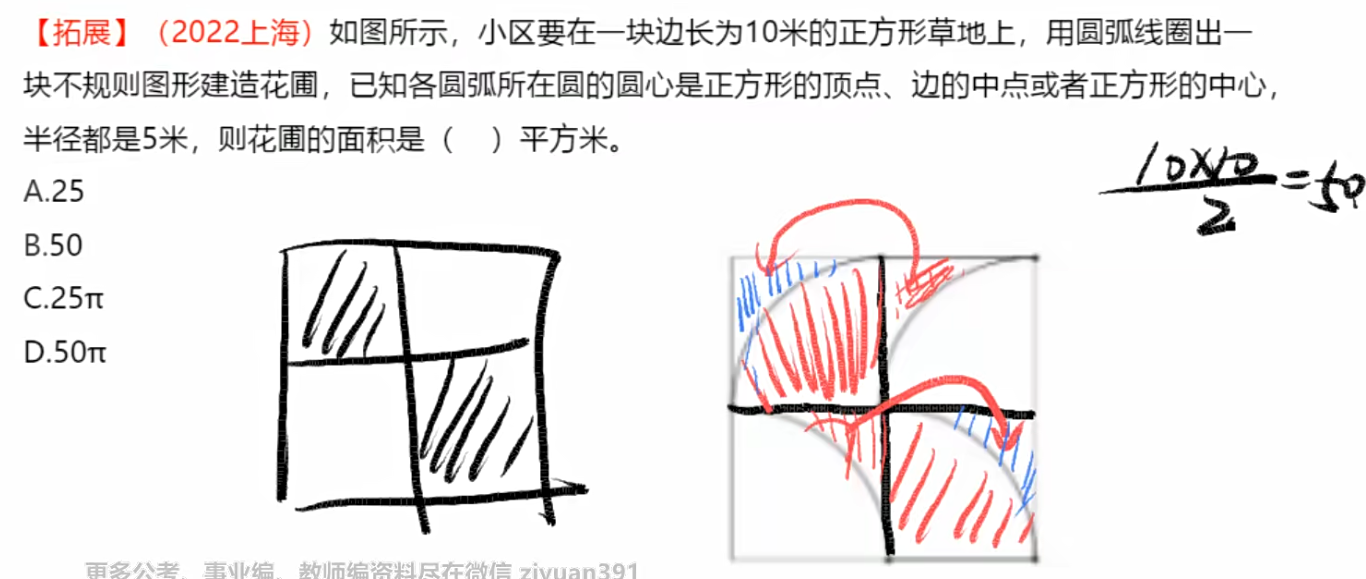 【拓展】（2022上海）如图所示，小区要在一块边长为10米的正方形草地上，用圆弧线圈出一
块不规则图形建造花圃，已知各圆弧所在圆的圆心是正方形的顶点、边的中点或者正方形的中心，
半径都是5米，则花圃的面积是（　）平方米。
A.25
B.50
C.25π
D.50π
10×10
2
=50
更多公考、事业编、教师编资料尽在微信 ziyuan391